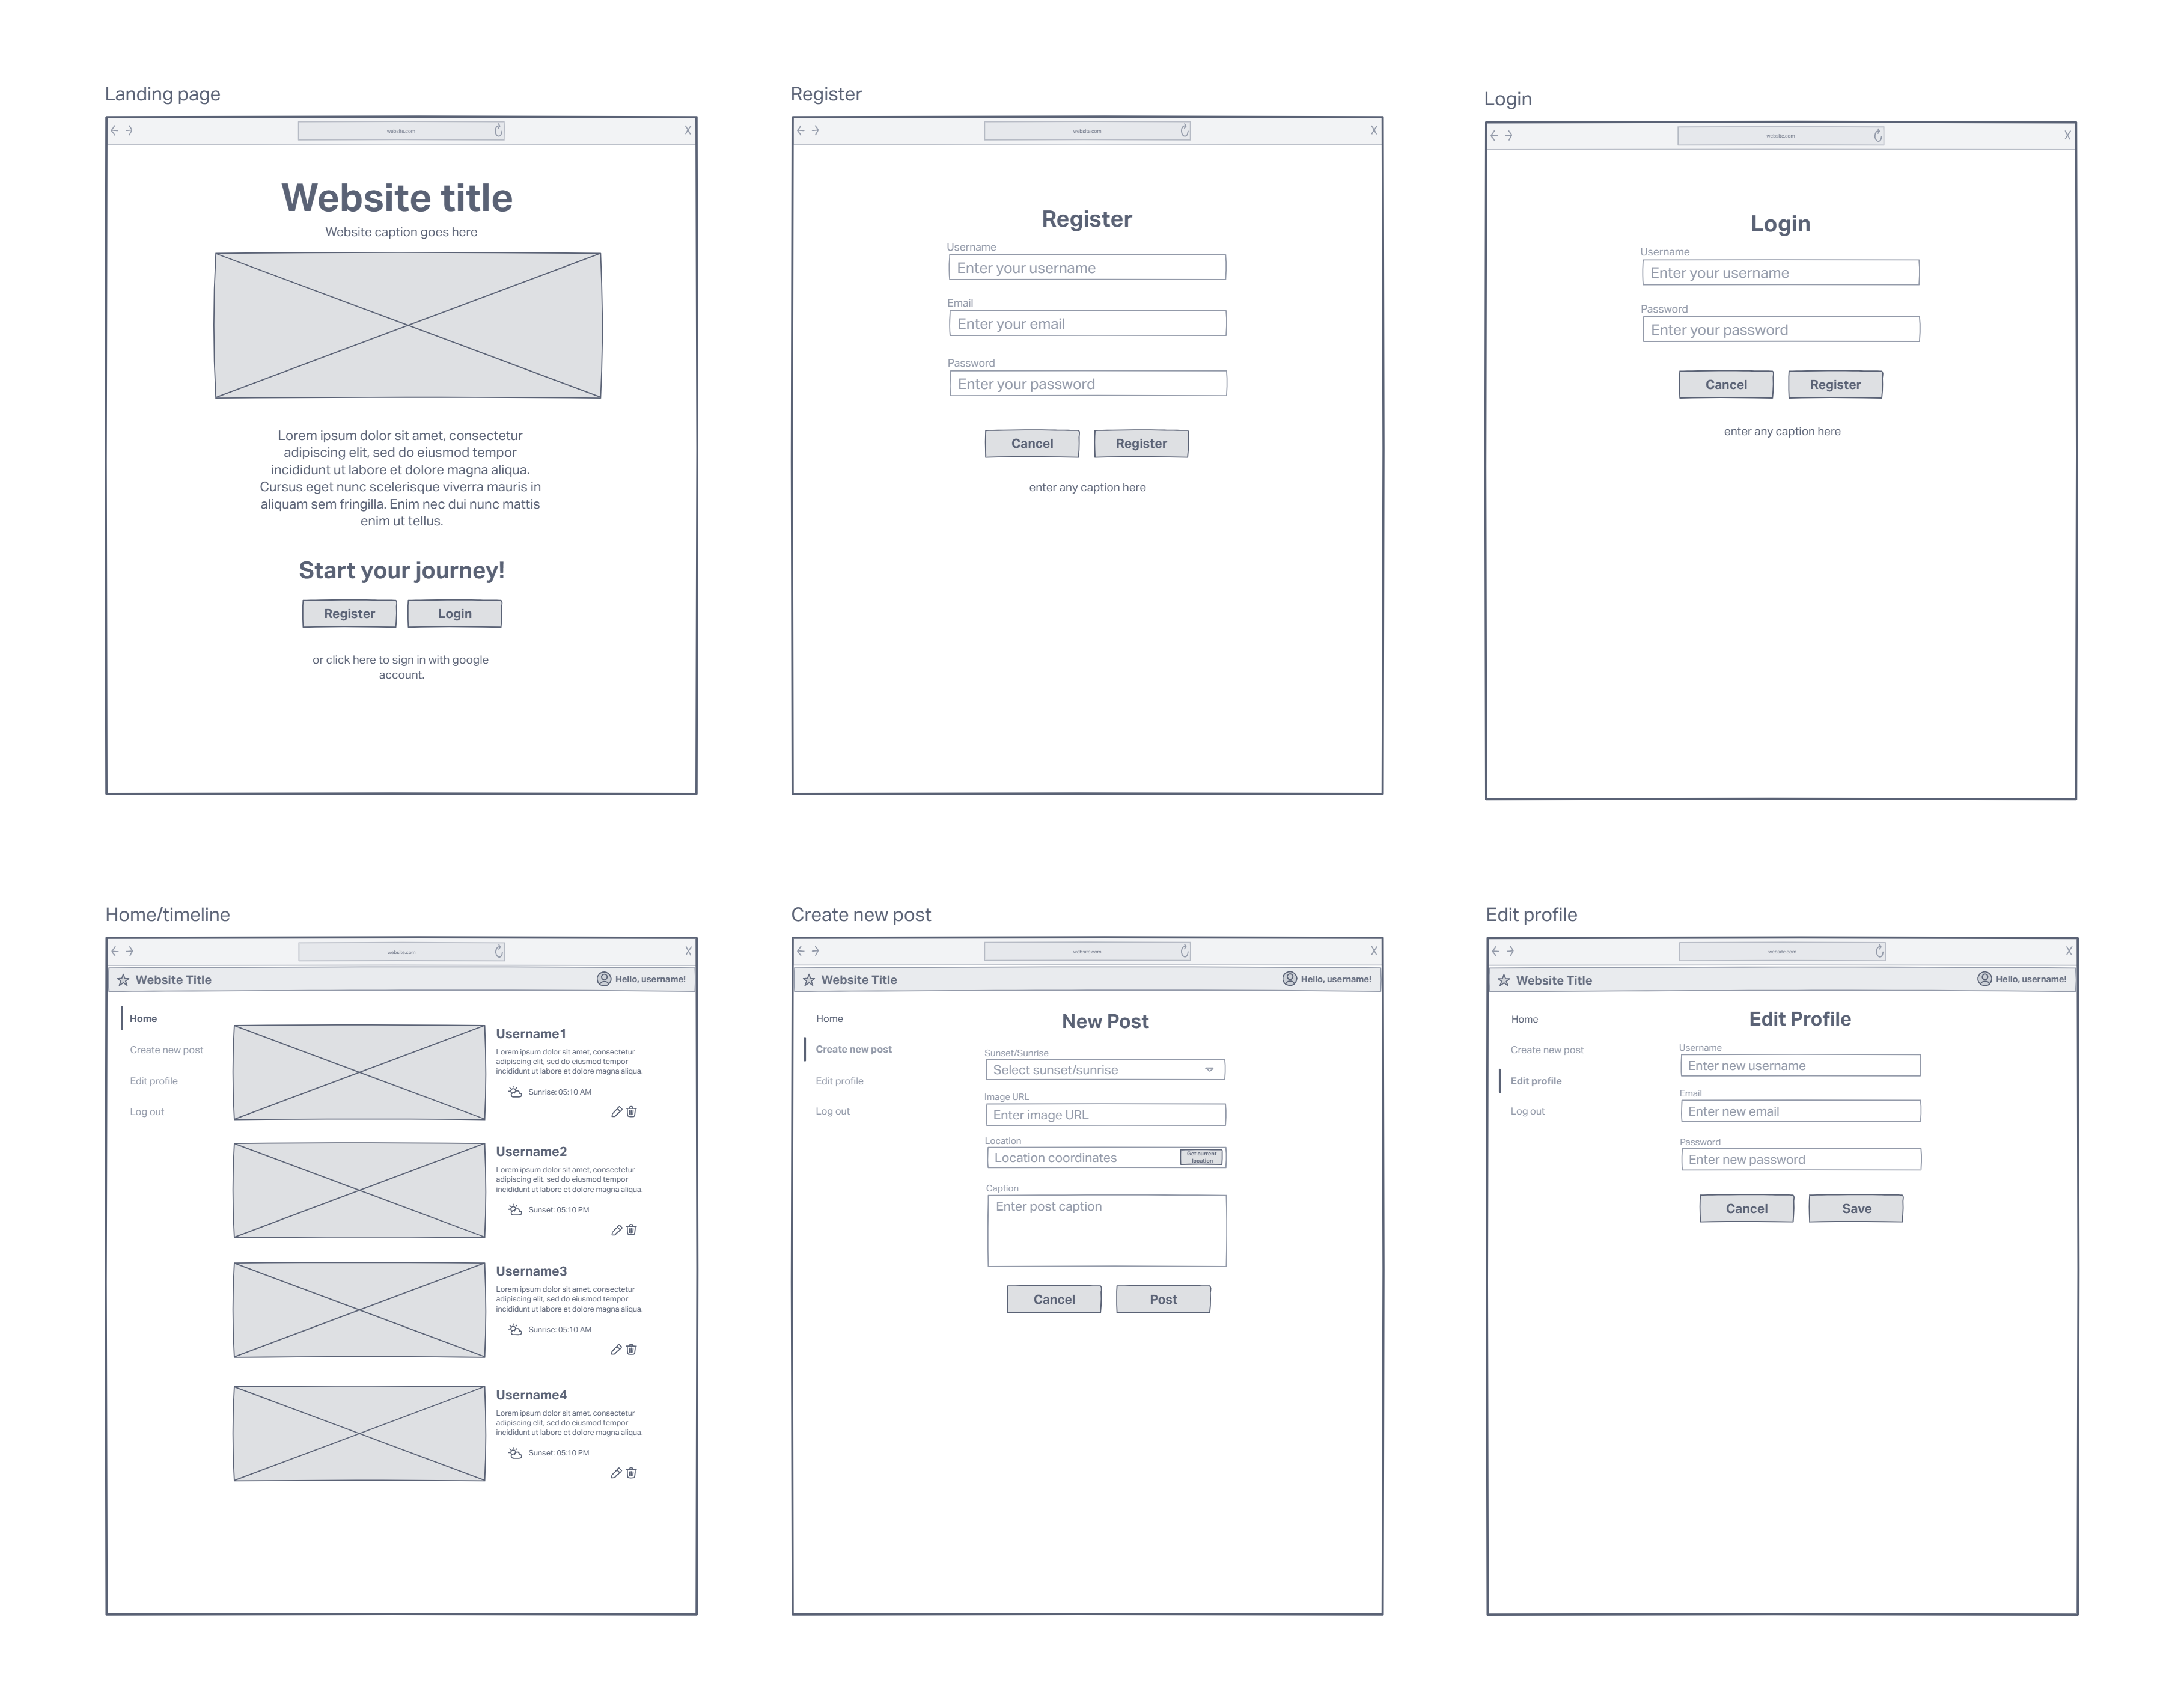 Landing page
website.com
X
Website title
Website caption goes here
Lorem ipsum dolor sit amet, consectetur
adipiscing elit, sed do eiusmod tempor
incididunt ut labore et dolore magna aliqua.
Cursus eget nunc scelerisque viverra mauris in
aliquam sem fringilla. Enim nec dui nunc mattis
enim ut tellus.
Start your journey!
Register
Login
or click here to sign in with google
account.
Register
website.com
X
Register
Username
Enter your username
Email
Enter your email
Password
Enter your password
Cancel
Register
enter any caption here
Login
website.com
X
Login
Username
Enter your username
Password
Enter your password
Cancel
Register
enter any caption here
Home/timeline
website.com
X
Website Title
Hello, username!
Home
Create new post
Edit profile
Log out
Username1
Lorem ipsum dolor sit amet, consectetur
adipiscing elit, sed do eiusmod tempor
incididunt ut labore et dolore magna aliqua.
Sunrise: 05:10 AM
Username2
Lorem ipsum dolor sit amet, consectetur
adipiscing elit, sed do eiusmod tempor
incididunt ut labore et dolore magna aliqua.
Sunset: 05:10 PM
Username3
Lorem ipsum dolor sit amet, consectetur
adipiscing elit, sed do eiusmod tempor
incididunt ut labore et dolore magna aliqua.
Sunrise: 05:10 AM
Username4
Lorem ipsum dolor sit amet, consectetur
adipiscing elit, sed do eiusmod tempor
incididunt ut labore et dolore magna aliqua.
Sunset: 05:10 PM
Create new post
website.com
X
Website Title
Hello, username!
Home
Create new post
Edit profile
Log out
New Post
Sunset/Sunrise
Select sunset/sunrise
Image URL
Enter image URL
Location
Location coordinates
Get current
location
Caption
Enter post caption
Cancel
Post
Edit profile
website.com
X
Website Title
Hello, username!
Home
Create new post
Edit profile
Log out
Edit Profile
Username
Enter new username
Email
Enter new email
Password
Enter new password
Cancel
Save